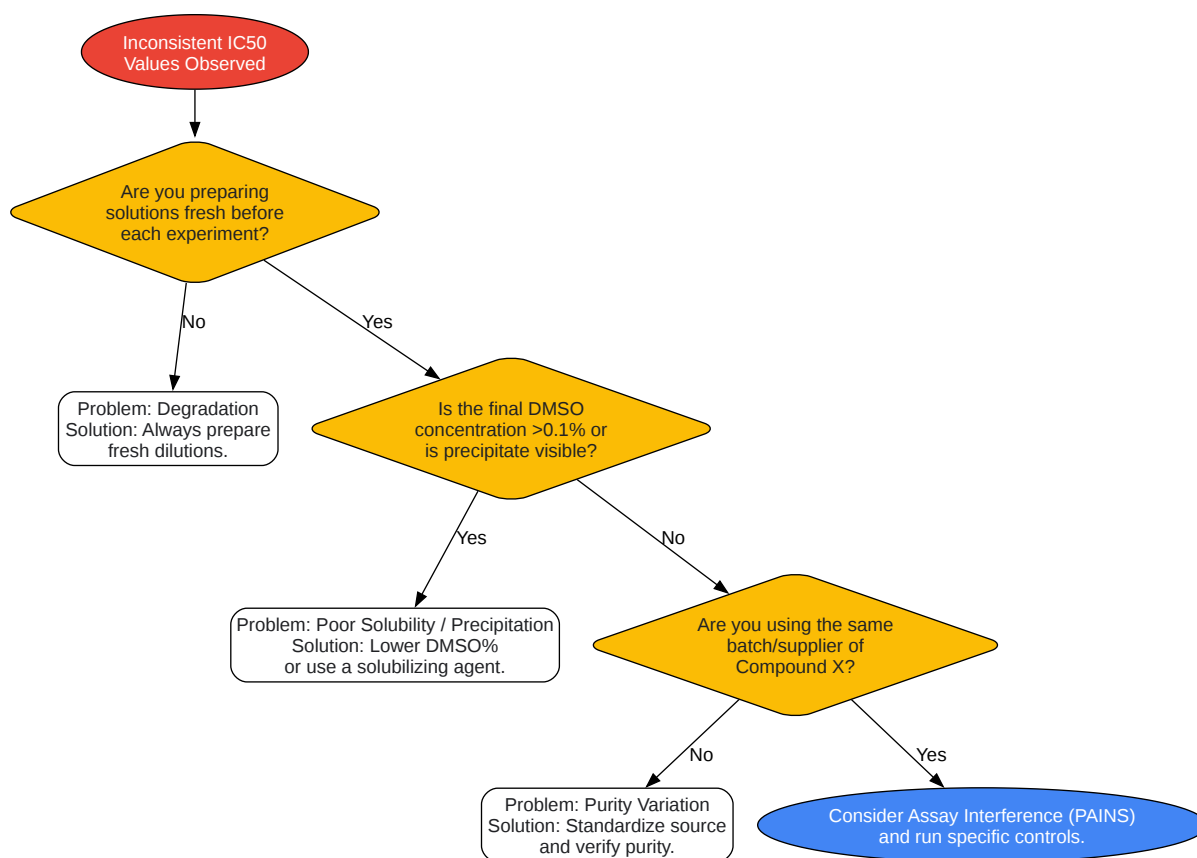 Inconsistent IC50
Values Observed
Are you preparing
solutions fresh before
each experiment?
No
Yes
Problem: Degradation
Solution: Always prepare
fresh dilutions.
Is the final DMSO
concentration >0.1% or
is precipitate visible?
Yes
No
Problem: Poor Solubility / Precipitation
Solution: Lower DMSO%
or use a solubilizing agent.
Are you using the same
batch/supplier of
Compound X?
No
Yes
Problem: Purity Variation
Solution: Standardize source
and verify purity.
Consider Assay Interference (PAINS)
and run specific controls.